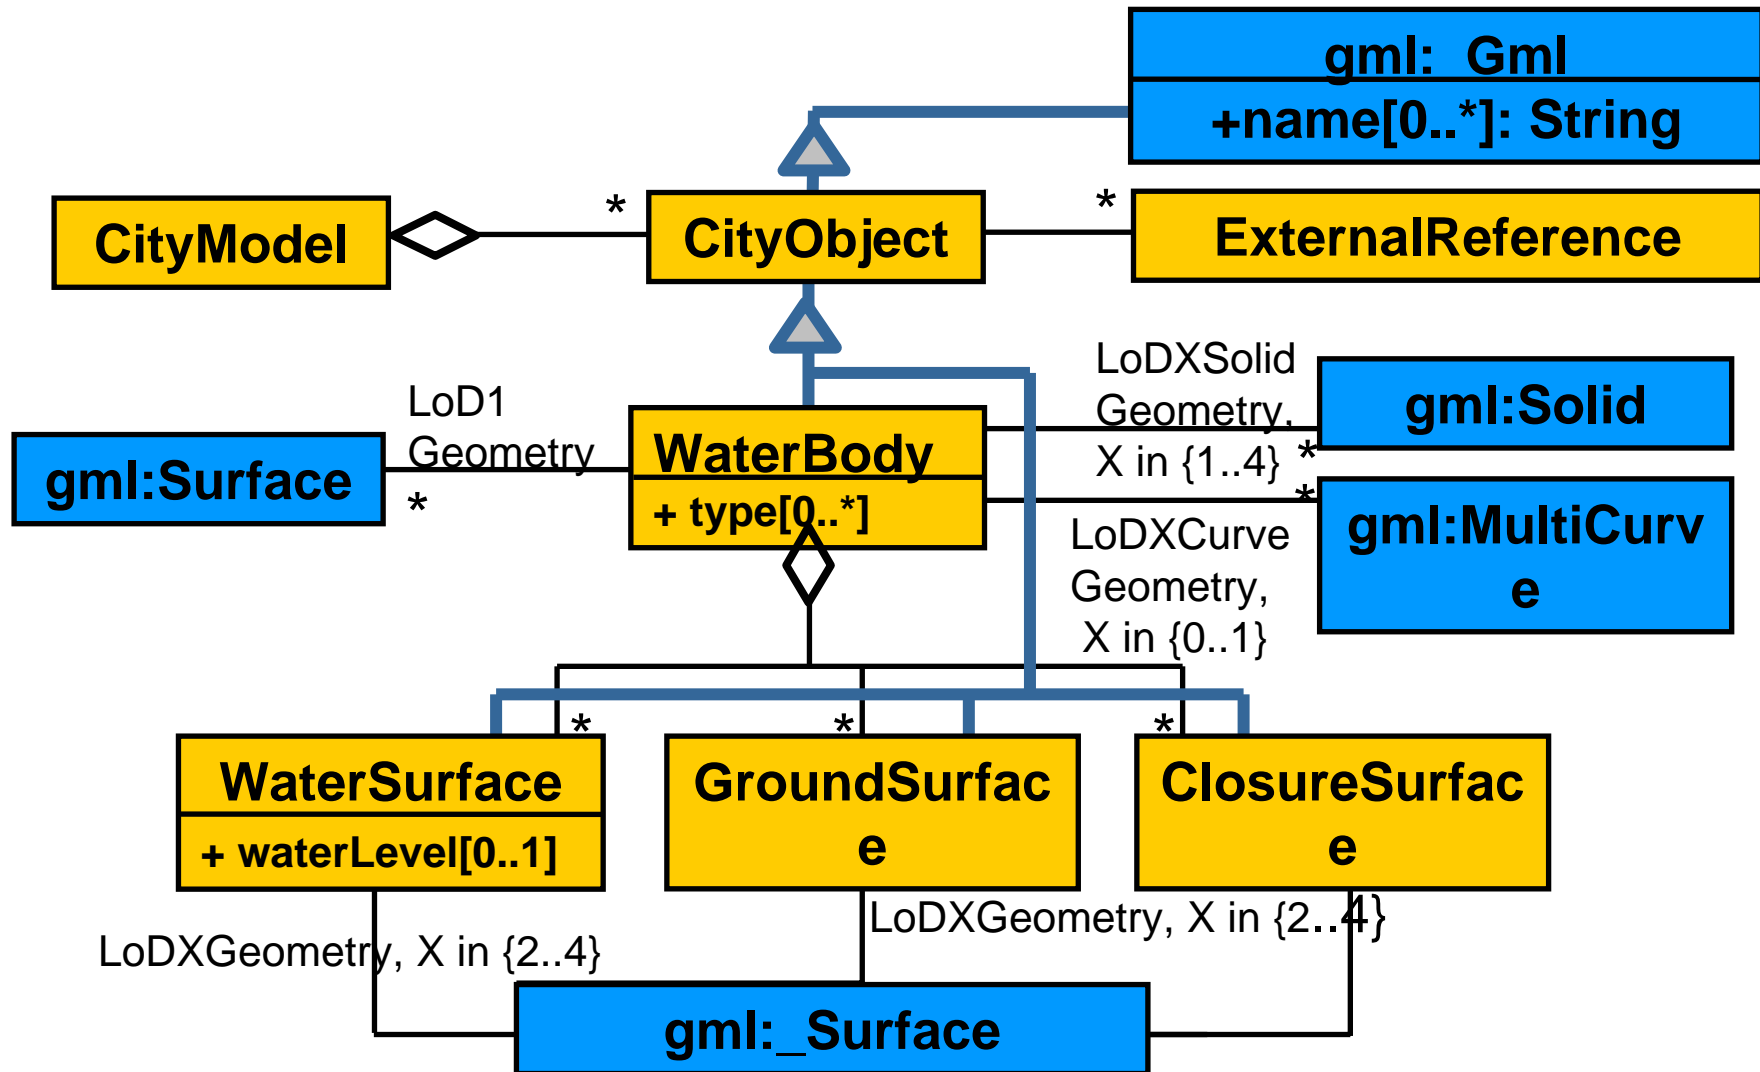 gml:_Gml
+name[0..*]: String
CityModel
*
CityObject
*
ExternalReference
LoD1
Geometry
*
gml:Surface
WaterBody
+ type[0..*]
LoDXSolid
Geometry,
X in {1..4} *
gml:Solid
*
LoDXCurve
Geometry,
X in {0..1}
gml:MultiCurv
e
*
*
*
WaterSurface
+ waterLevel[0..1]
GroundSurfac
e
ClosureSurfac
e
LoDXGeometry, X in {2..4}
LoDXGeometry, X in {2..4}
gml:_Surface